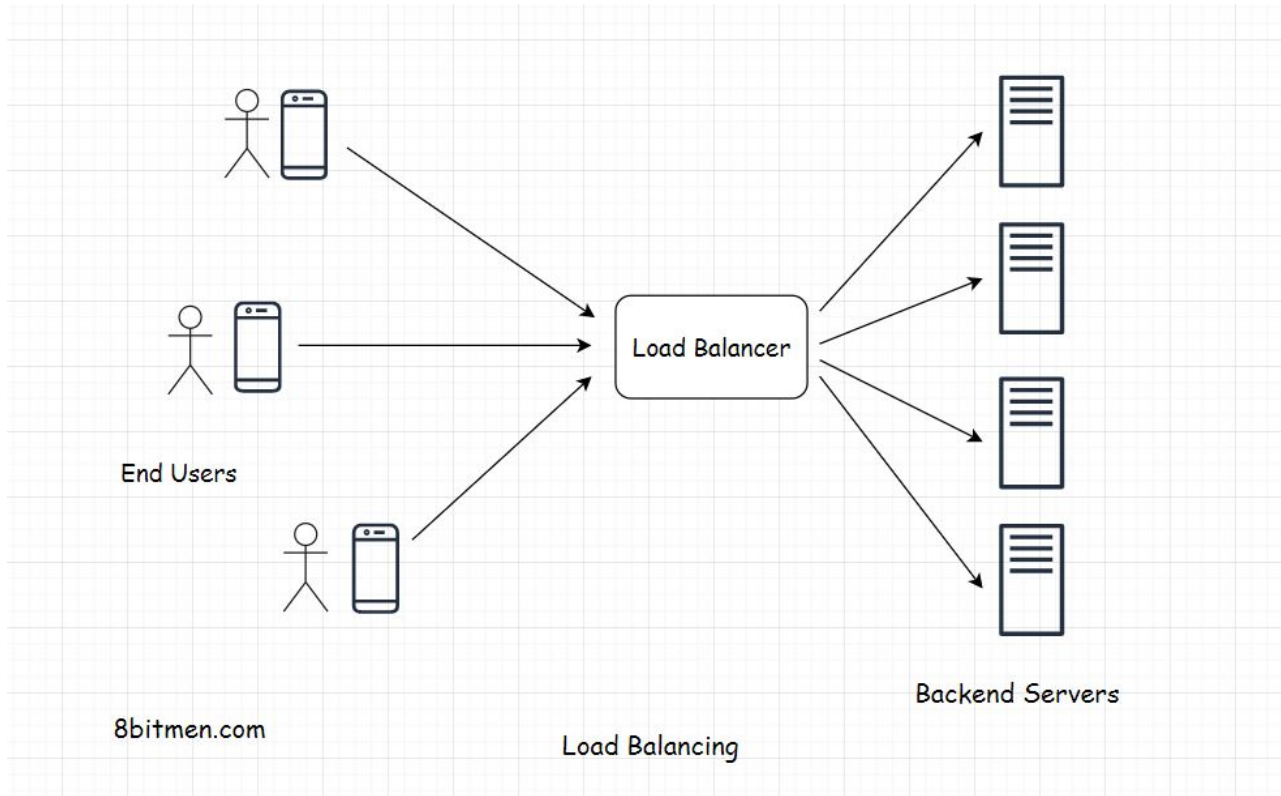 Load Balancer
End Users
Backend Servers
8bitmen.com
Load Balancing